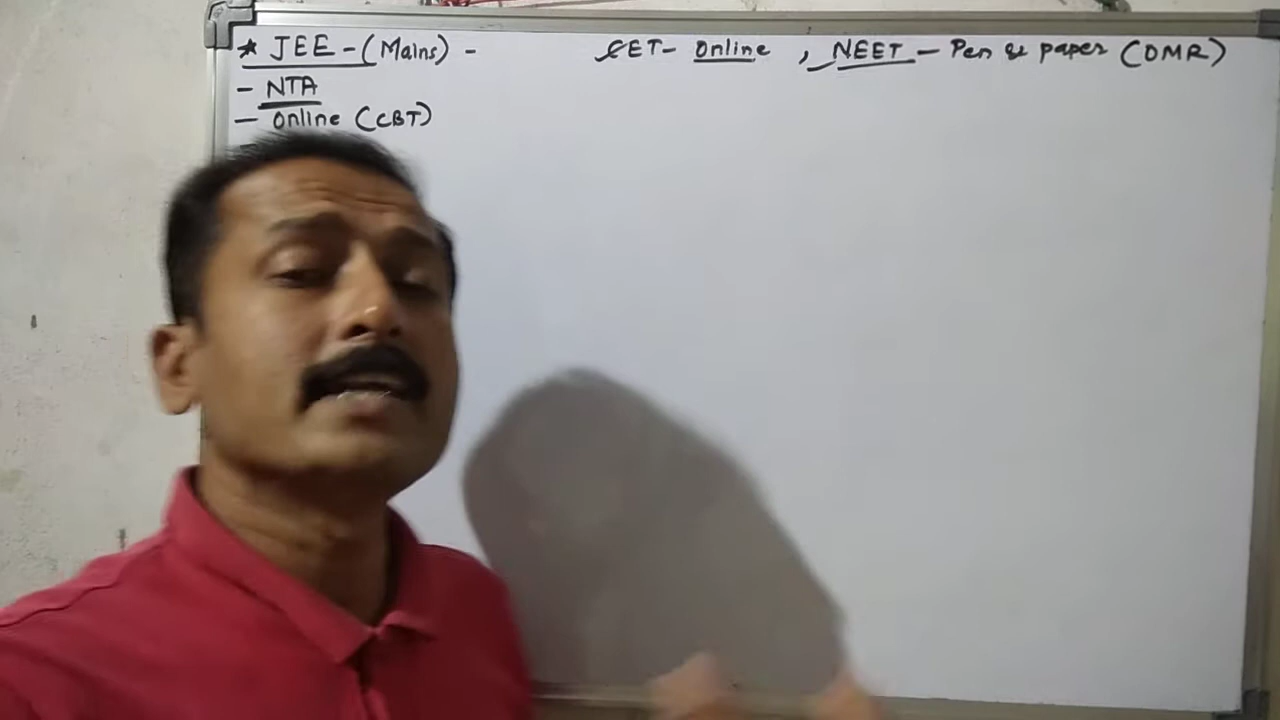 * JEE - (Mains) - CET- Online , NEET - Pen & paper (OMR)
- NTA
- Online (CBT)